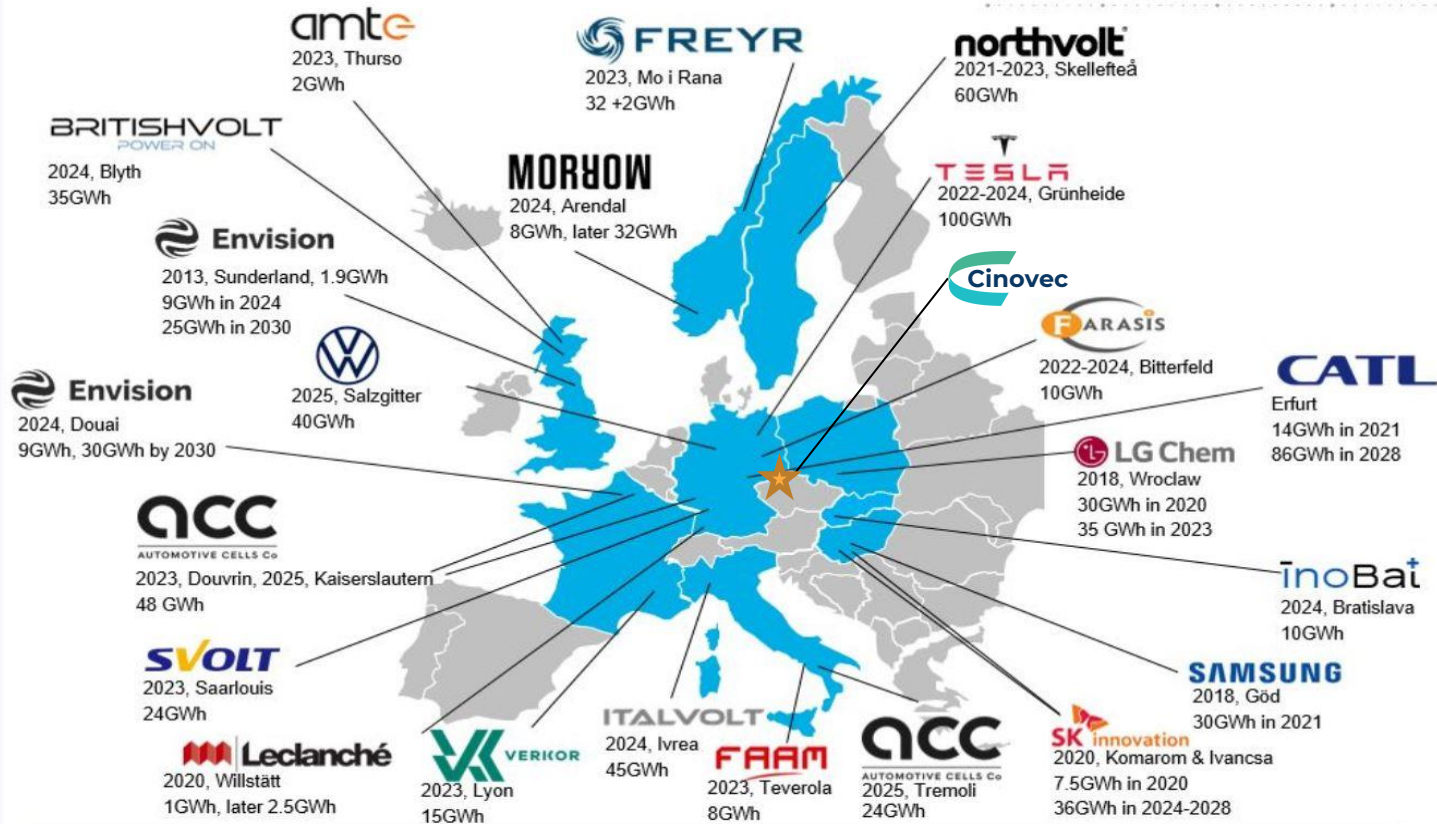 amte
2023, Thurso
2GWh
FREYR
2023, Mo i Rana
32 +2GWh
northvolt
2021-2023, Skellefteå
60GWh
BRITISHVOLT
POWER ON
2024, Blyth
35GWh
MORROW
2024, Arendal
8GWh, later 32GWh
TESLA
2022-2024, Grünheide
100GWh
Envision
2013, Sunderland, 1.9GWh
9GWh in 2024
25GWh in 2030
Cinovec
FARASIS
2022-2024, Bitterfeld
10GWh
VW
2025, Salzgitter
40GWh
CATL
Erfurt
14GWh in 2021
86GWh in 2028
Envision
2024, Douai
9GWh, 30GWh by 2030
LG Chem
2018, Wroclaw
30GWh in 2020
35 GWh in 2023
acc
AUTOMOTIVE CELLS Co
2023, Douvrin, 2025, Kaiserslautern
48 GWh
inoBat
2024, Bratislava
10GWh
SVOLT
2023, Saarlouis
24GWh
SAMSUNG
2018, Göd
30GWh in 2021
Leclanché
2020, Willstätt
1GWh, later 2.5GWh
VERKOR
2023, Lyon
15GWh
ITALVOLT
2024, Ivrea
45GWh
FAAM
2023, Teverola
8GWh
acc
AUTOMOTIVE CELLS Co
2025, Tremoli
24GWh
SK innovation
2020, Komarom & Ivancsa
7.5GWh in 2020
36GWh in 2024-2028